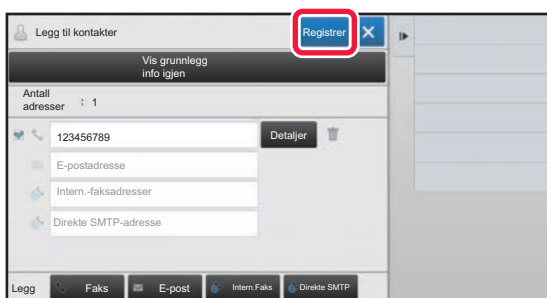 Legg til kontakter
Registrer
Vis grunnlegg
info igjen
Antall
adresser : 1
123456789
Detaljer
E-postadresse
Intern.-faksadresser
Direkte SMTP-adresse
Legg
Faks
E-post
Intern.Faks
Direkte SMTP